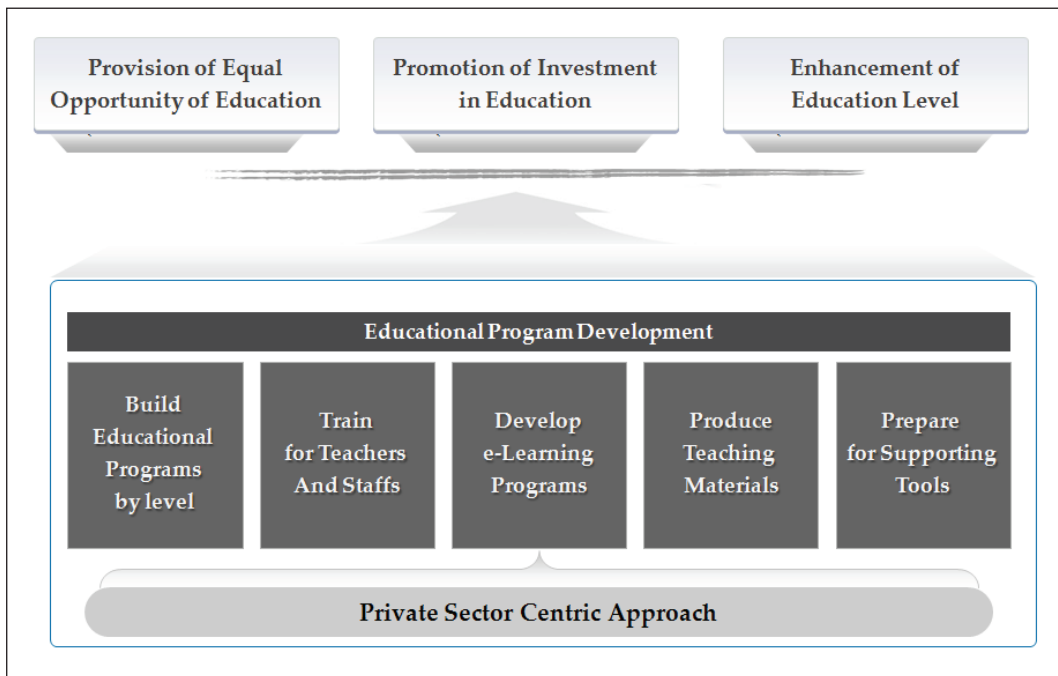 Provision of Equal
Opportunity of Education
Promotion of Investment
in Education
Enhancement of
Education Level
Educational Program Development
Build
Educational
Programs
by level
Train
for Teachers
And Staffs
Develop
e-Learning
Programs
Produce
Teaching
Materials
Prepare
for Supporting
Tools
Private Sector Centric Approach